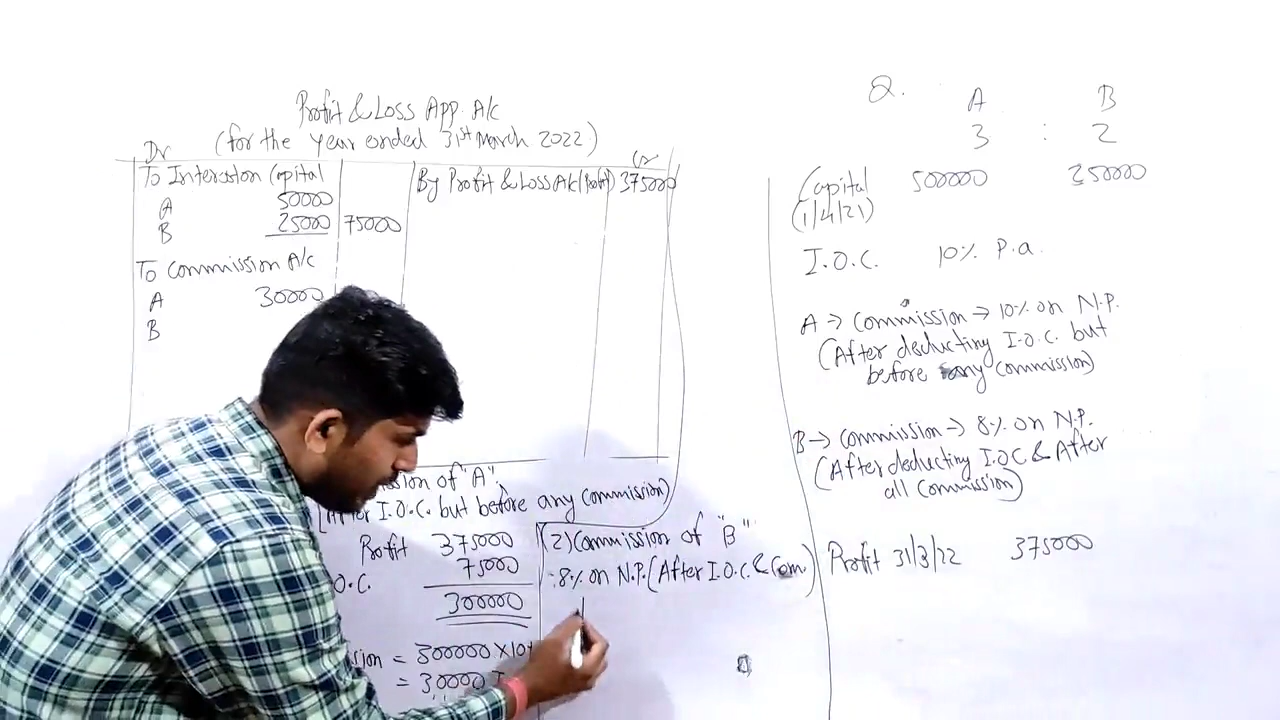 Profit & Loss App. A/c
(for the year ended 31st March 2022)
Dr Cr
To Interest on Capital
A 50000
B 25000 75000
To Commission A/c
A 30000
B
By Profit & Loss A/c (Profit) 375000
of "A"
I.O.C. but before any commission)
Profit 375000
O.C. 75000
300000
= 300000 × 10
= 30000
(2) Commission of "B"
:8% on N.P. (After I.O.C. & Com.)
Q. A B
3 : 2
Capital 500000 250000
(1/4/21)
I.O.C. 10% P.a.
A → Commission → 10% on N.P.
(After deducting I.O.C. but
before any commission)
B → Commission → 8% on N.P.
(After deducting I.O.C & After
all Commission)
Profit 31/3/22 375000